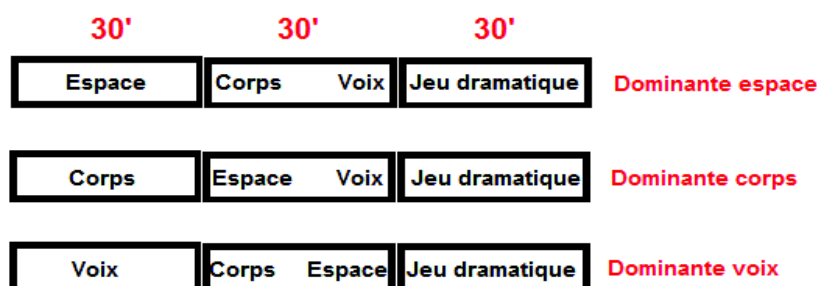 30' 30' 30'
Espace Corps Voix Jeu dramatique Dominante espace
Corps Espace Voix Jeu dramatique Dominante corps
Voix Corps Espace Jeu dramatique Dominante voix